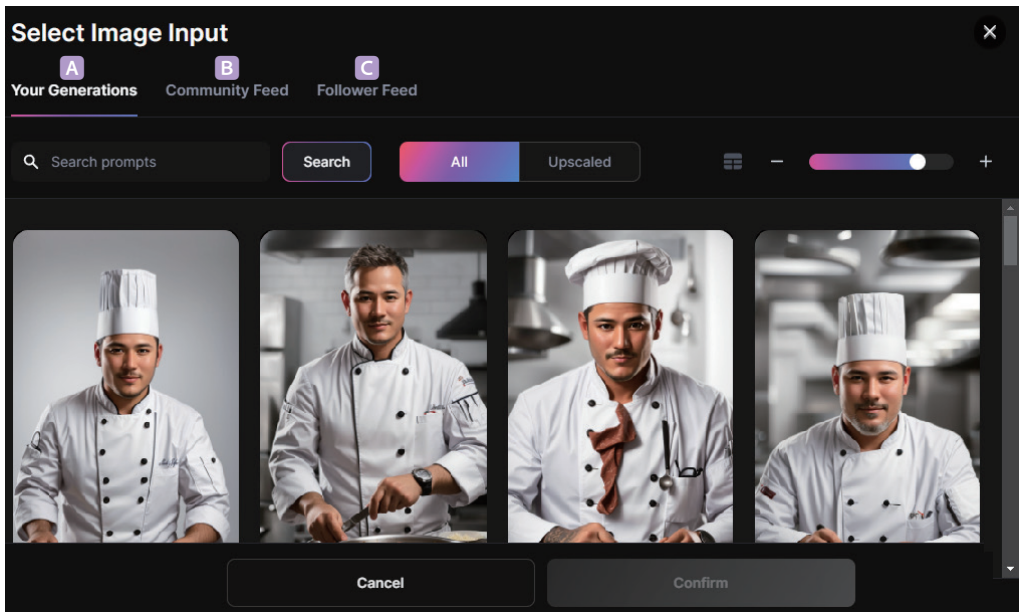 Select Image Input
A B C
Your Generations Community Feed Follower Feed
Search prompts Search All Upscaled
Cancel Confirm